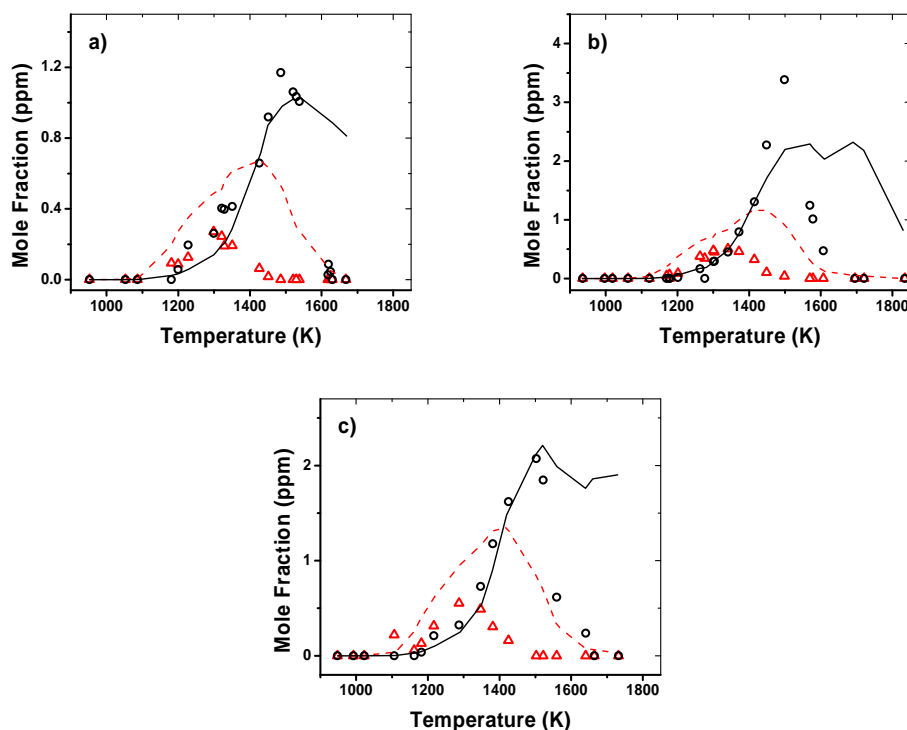 a)
Mole Fraction (ppm)
1.2
0.8
0.4
0.0
1000 1200 1400 1600 1800
Temperature (K)
b)
Mole Fraction (ppm)
4
3
2
1
0
1000 1200 1400 1600 1800
Temperature (K)
c)
Mole Fraction (ppm)
2
1
0
1000 1200 1400 1600 1800
Temperature (K)